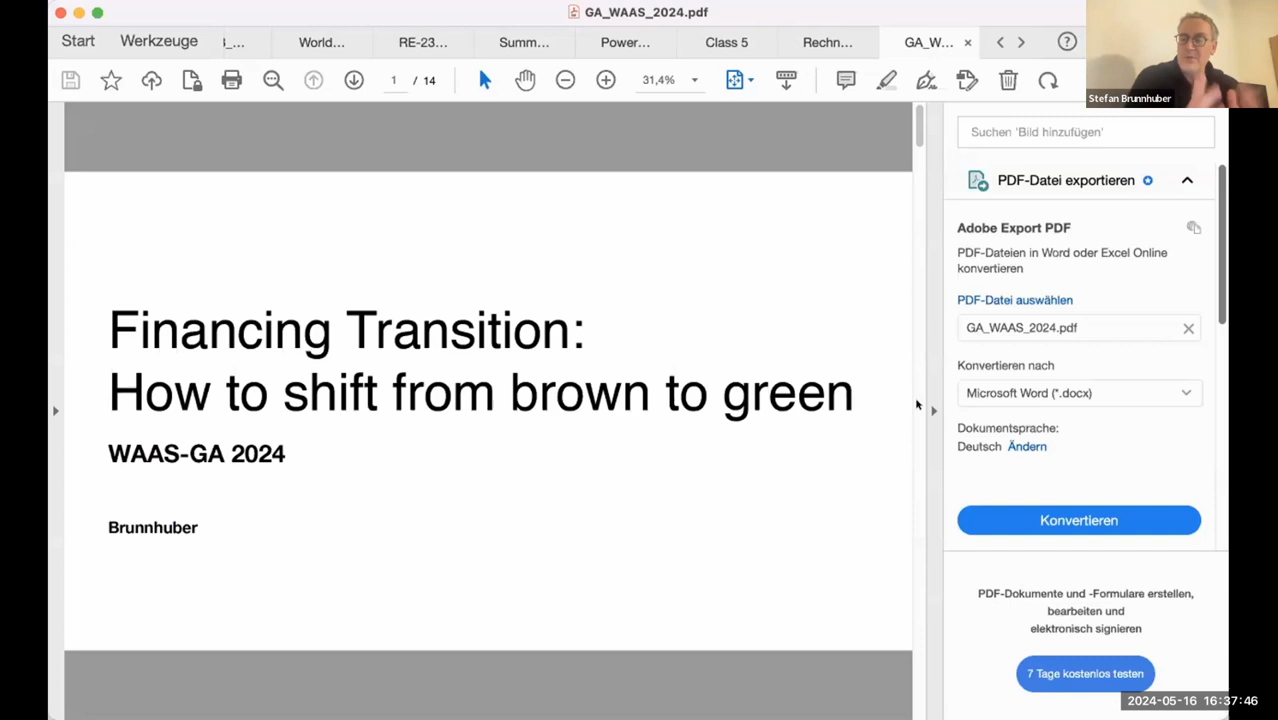 GA_WAAS_2024.pdf
Start
Werkzeuge
World...
RE-23...
Summ...
Power...
Class 5
Rechn...
GA_W...
1 / 14
31,4%
Stefan Brunnhuber
Suchen 'Bild hinzufügen'
PDF-Datei exportieren
Adobe Export PDF
PDF-Dateien in Word oder Excel Online
konvertieren
PDF-Datei auswählen
GA_WAAS_2024.pdf
Konvertieren nach
Microsoft Word (*.docx)
Dokumentsprache:
Deutsch Ändern
Konvertieren
PDF-Dokumente und -Formulare erstellen,
bearbeiten und
elektronisch signieren
7 Tage kostenlos testen
Financing Transition:
How to shift from brown to green
WAAS-GA 2024
Brunnhuber
2024-05-16 16:37:46